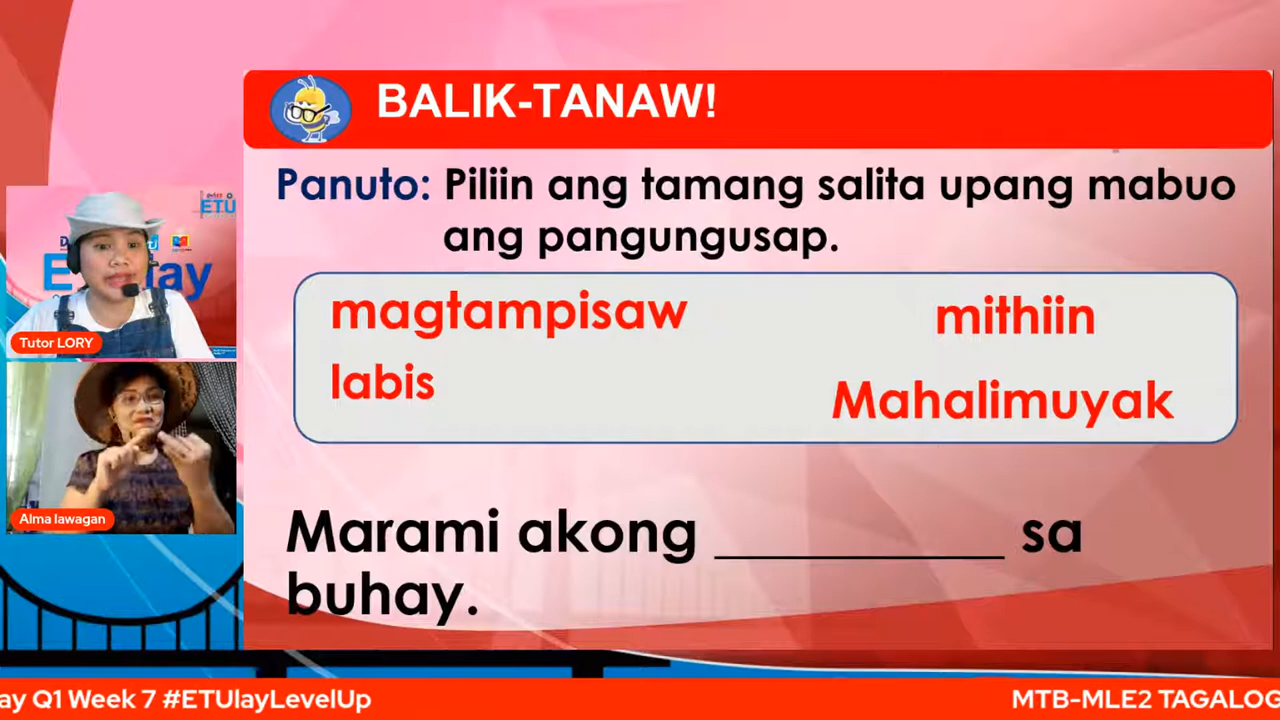 BALIK-TANAW!
Panuto: Piliin ang tamang salita upang mabuo
ang pangungusap.
magtampisaw
mithiin
labis
Mahalimuyak
Marami akong __________ sa
buhay.
ETU
Tutor LORY
Alma lawagan
ay Q1 Week 7 #ETUlayLevelUp
MTB-MLE2 TAGALOG